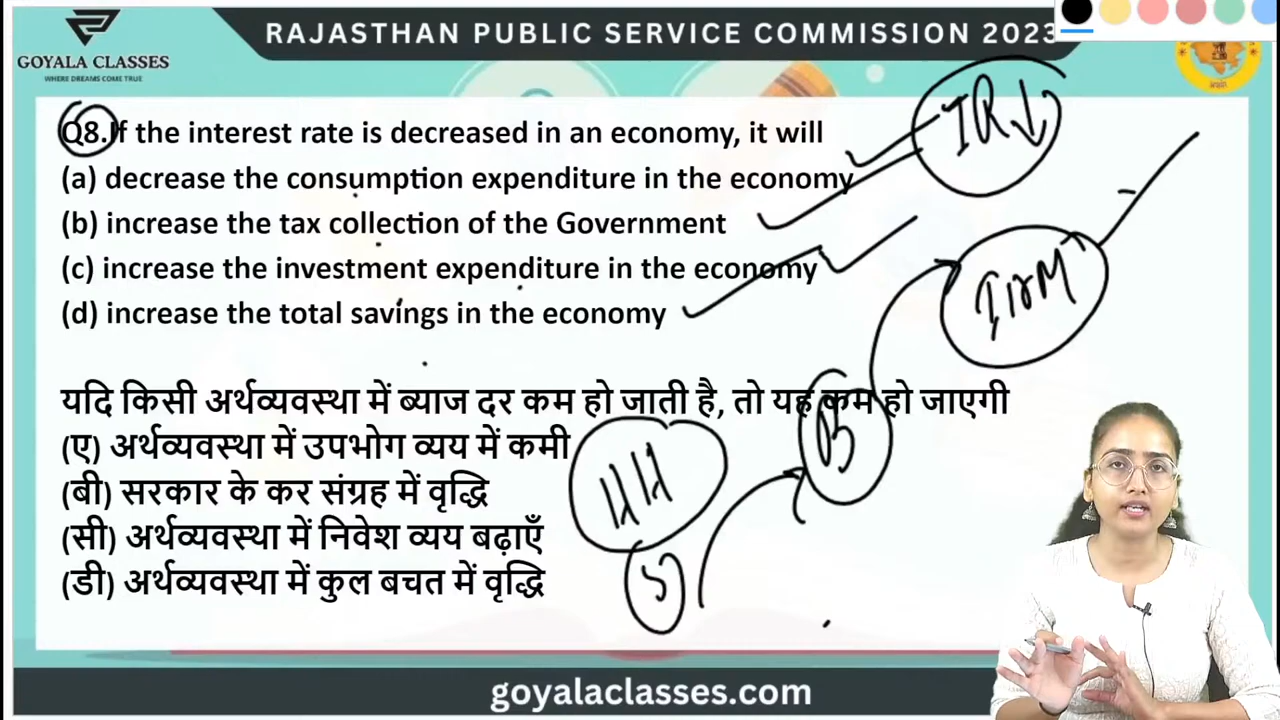 GOYALA CLASSES
WHERE DREAMS COME TRUE
RAJASTHAN PUBLIC SERVICE COMMISSION 2023
Q8. If the interest rate is decreased in an economy, it will
(a) decrease the consumption expenditure in the economy
(b) increase the tax collection of the Government
(c) increase the investment expenditure in the economy
(d) increase the total savings in the economy
IR↓
यदि किसी अर्थव्यवस्था में ब्याज दर कम हो जाती है, तो यह कम हो जाएगी
(ए) अर्थव्यवस्था में उपभोग व्यय में कमी
(बी) सरकार के कर संग्रह में वृद्धि
(सी) अर्थव्यवस्था में निवेश व्यय बढ़ाएँ
(डी) अर्थव्यवस्था में कुल बचत में वृद्धि
HH
S
B
goyalaclasses.com